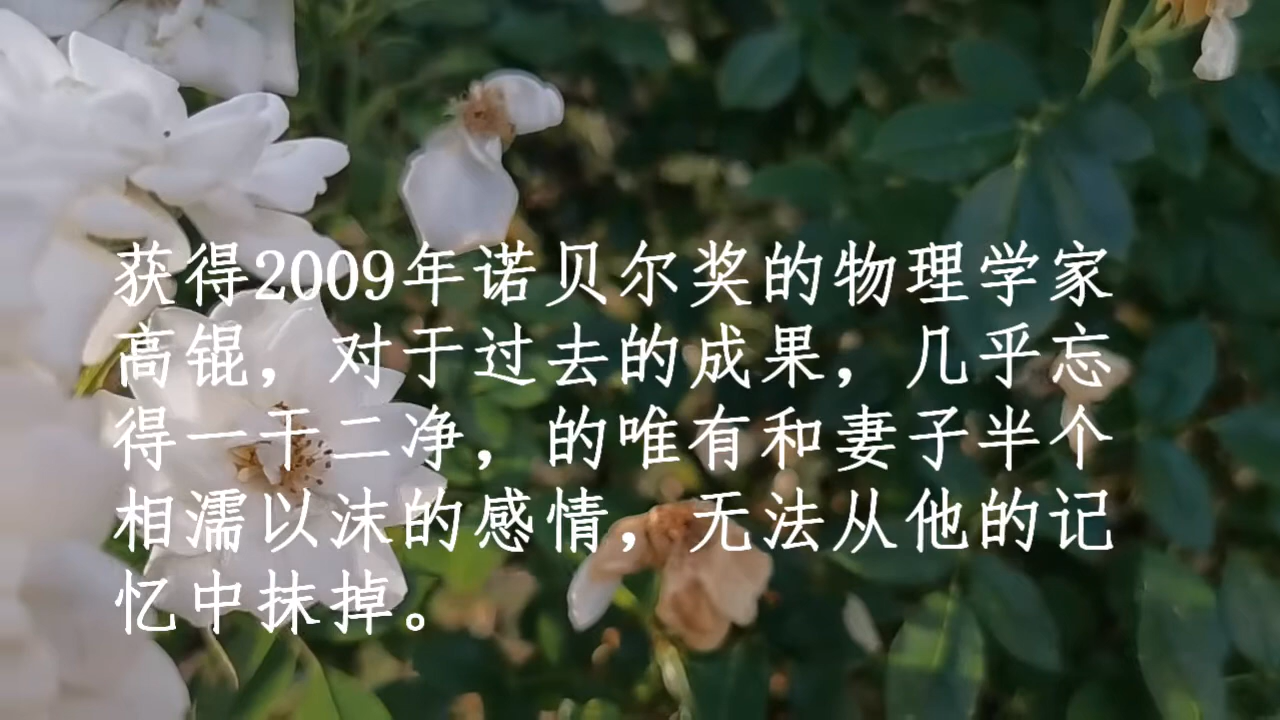 获得2009年诺贝尔奖的物理学家
高锟，对于过去的成果，几乎忘
得一干二净，的唯有和妻子半个
相濡以沫的感情，无法从他的记
忆中抹掉。